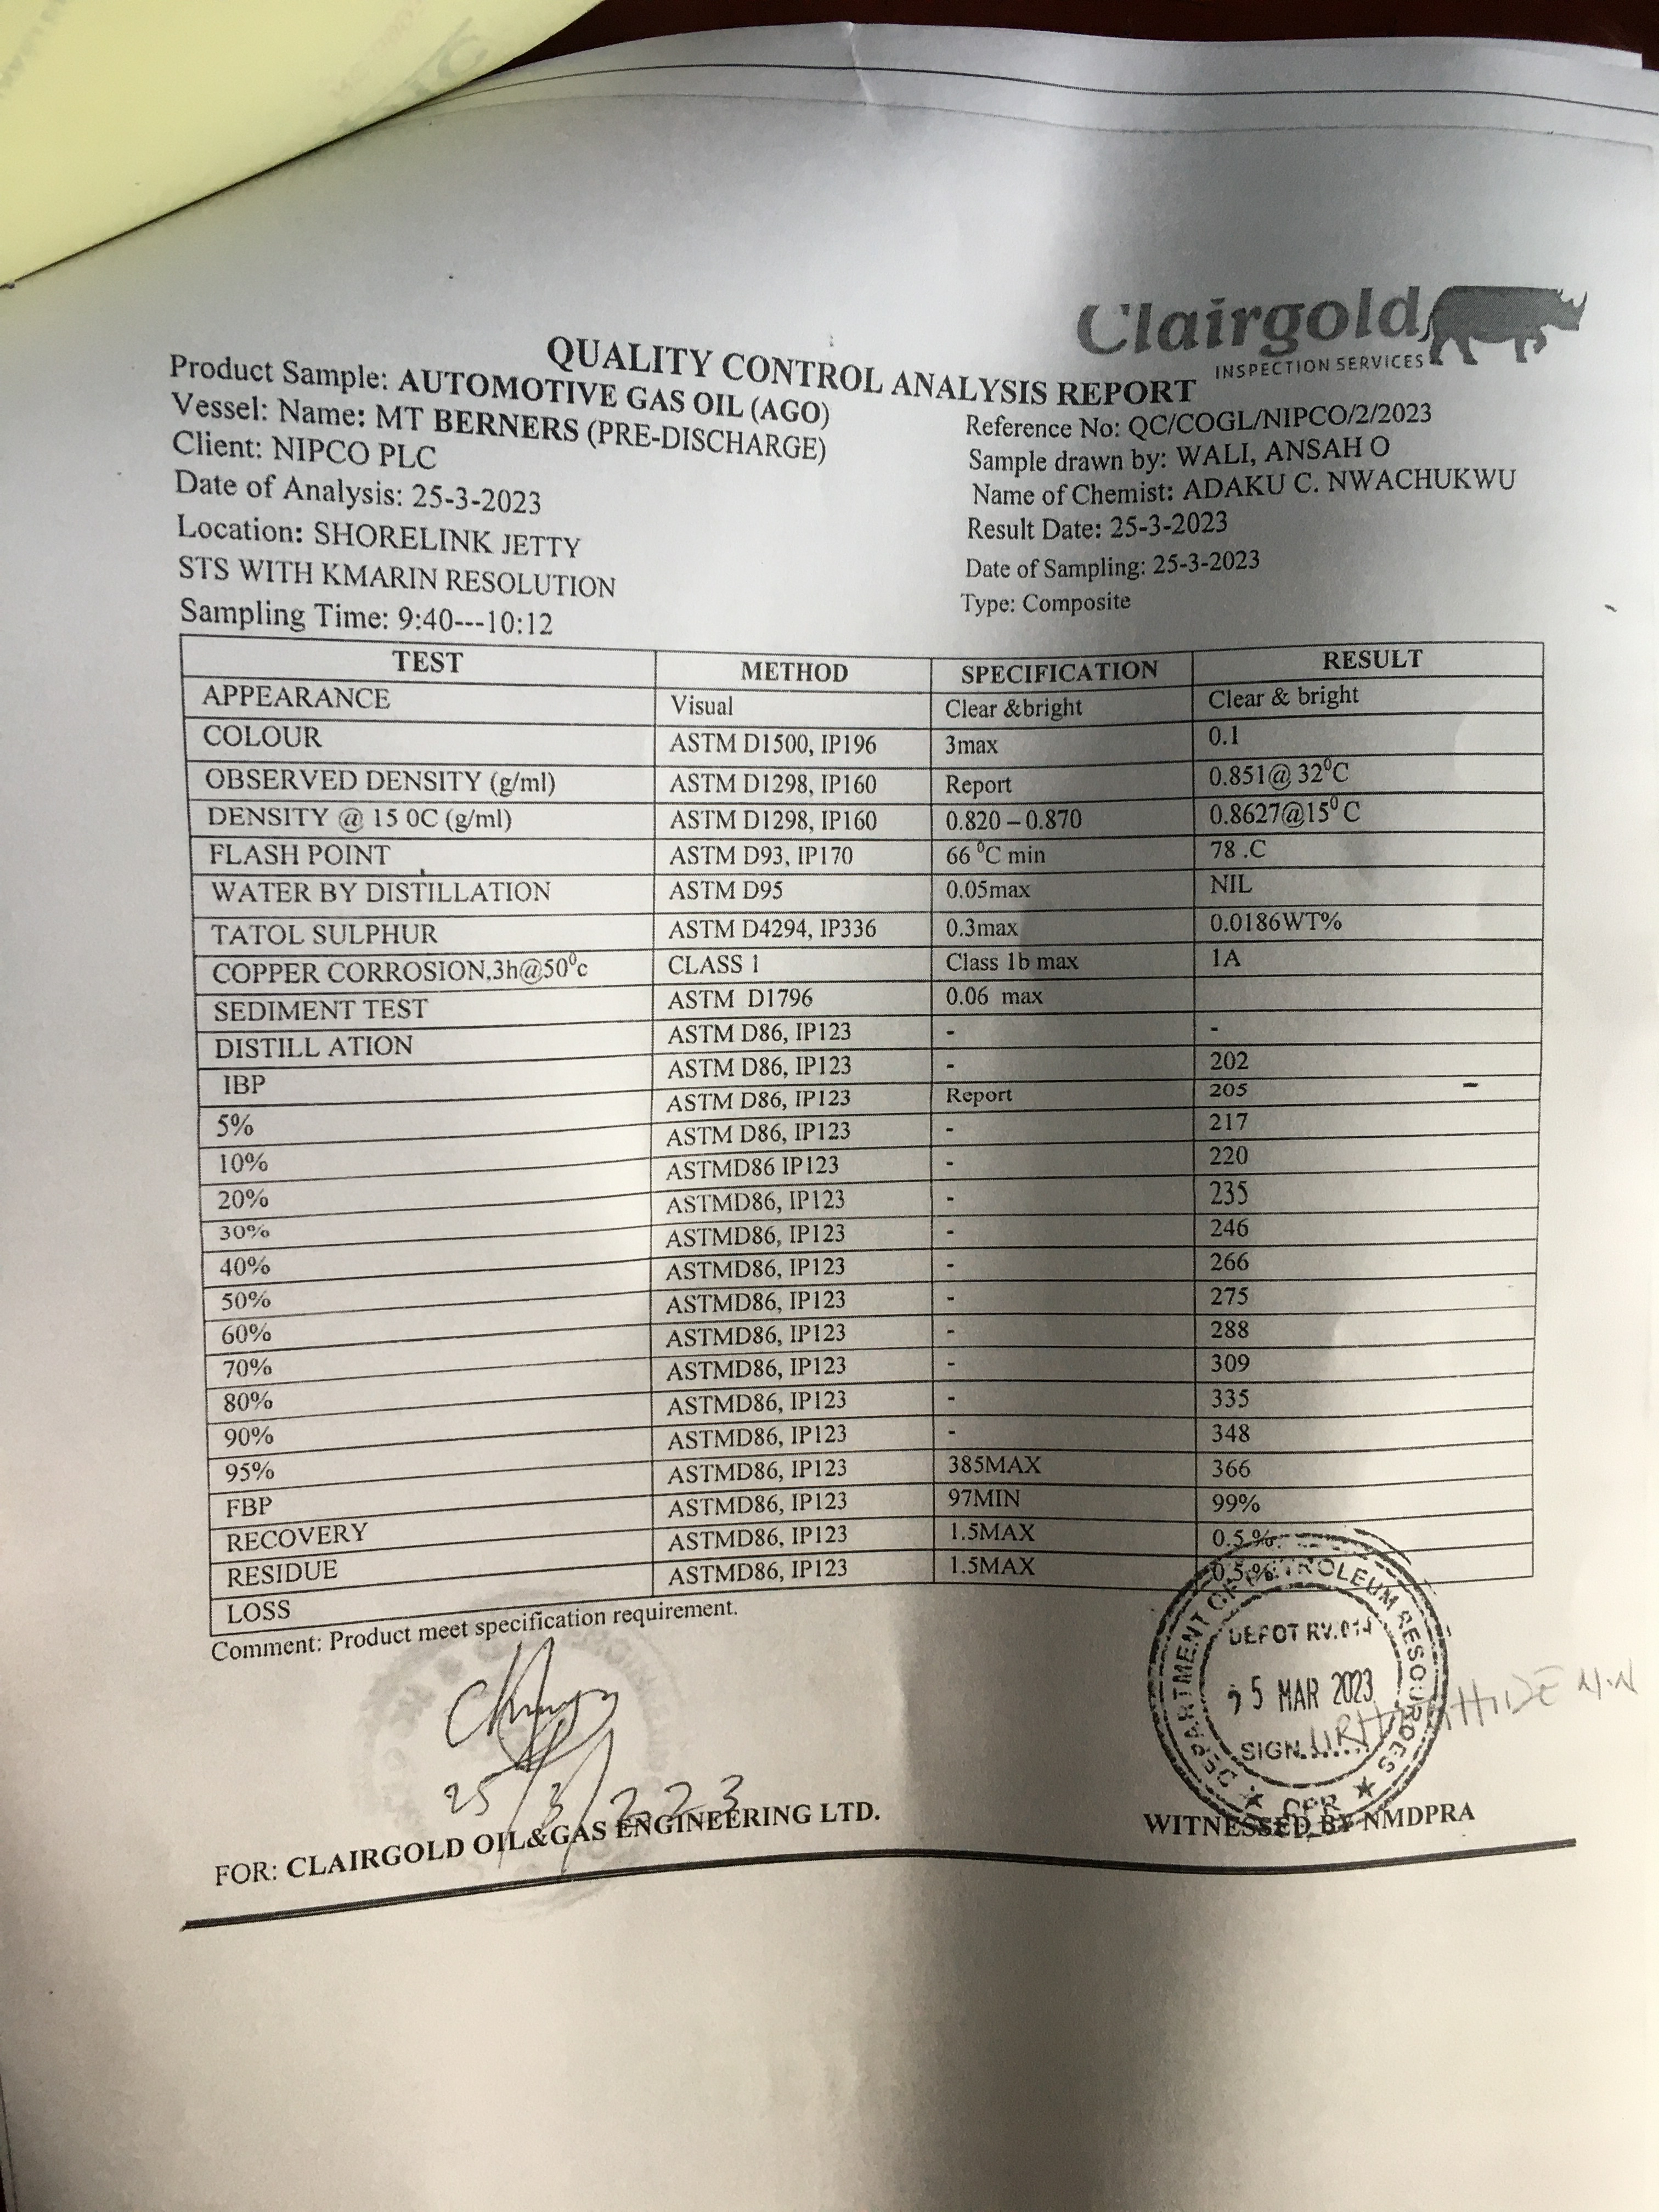 Clairgold
INSPECTION SERVICES
QUALITY CONTROL ANALYSIS REPORT
Product Sample: AUTOMOTIVE GAS OIL (AGO)
Vessel: Name: MT BERNERS (PRE-DISCHARGE)
Client: NIPCO PLC
Date of Analysis: 25-3-2023
Location: SHORELINK JETTY
STS WITH KMARIN RESOLUTION
Sampling Time: 9:40---10:12
Reference No: QC/COGL/NIPCO/2/2023
Sample drawn by: WALI, ANSAH O
Name of Chemist: ADAKU C. NWACHUKWU
Result Date: 25-3-2023
Date of Sampling: 25-3-2023
Type: Composite
TEST METHOD SPECIFICATION RESULT
APPEARANCE Visual Clear &bright Clear & bright
COLOUR ASTM D1500, IP196 3max 0.1
OBSERVED DENSITY (g/ml) ASTM D1298, IP160 Report 0.851@ 32⁰C
DENSITY @ 15 0C (g/ml) ASTM D1298, IP160 0.820 – 0.870 0.8627@15⁰ C
FLASH POINT ASTM D93, IP170 66 ⁰C min 78 .C
WATER BY DISTILLATION ASTM D95 0.05max NIL
TATOL SULPHUR ASTM D4294, IP336 0.3max 0.0186WT%
COPPER CORROSION.3h@50⁰c CLASS 1 Class 1b max 1A
SEDIMENT TEST ASTM D1796 0.06 max
DISTILL ATION ASTM D86, IP123 - -
IBP ASTM D86, IP123 - 202
5% ASTM D86, IP123 Report 205
10% ASTM D86, IP123 - 217
20% ASTMD86 IP123 - 220
30% ASTMD86, IP123 - 235
40% ASTMD86, IP123 - 246
50% ASTMD86, IP123 - 266
60% ASTMD86, IP123 - 275
70% ASTMD86, IP123 - 288
80% ASTMD86, IP123 - 309
90% ASTMD86, IP123 - 335
95% ASTMD86, IP123 - 348
FBP ASTMD86, IP123 385MAX 366
RECOVERY ASTMD86, IP123 97MIN 99%
RESIDUE ASTMD86, IP123 1.5MAX 0.5.%.
LOSS ASTMD86, IP123 1.5MAX 0.5.%
Comment: Product meet specification requirement.
DEPARTMENT OF PETROLEUM RESOURCES
DEPOT RV.014
5 MAR 2023
SIGN
DPR
25/3/223
FOR: CLAIRGOLD OIL&GAS ENGINEERING LTD.
WITNESSED BY NMDPRA